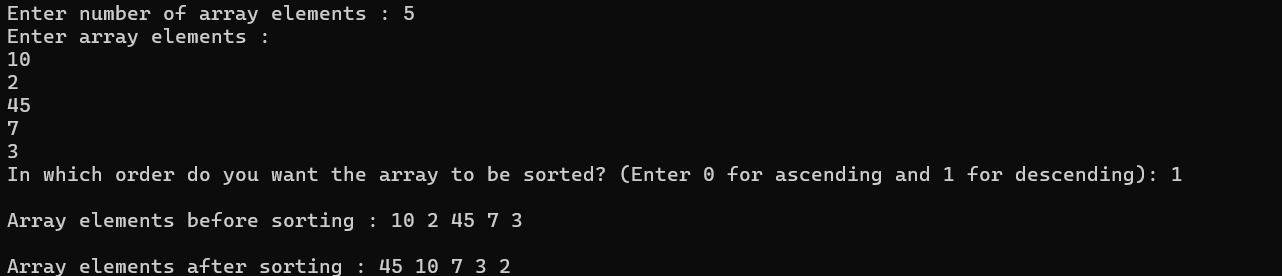 Enter number of array elements : 5
Enter array elements :
10
2
45
7
3
In which order do you want the array to be sorted? (Enter 0 for ascending and 1 for descending): 1
Array elements before sorting : 10 2 45 7 3
Array elements after sorting : 45 10 7 3 2